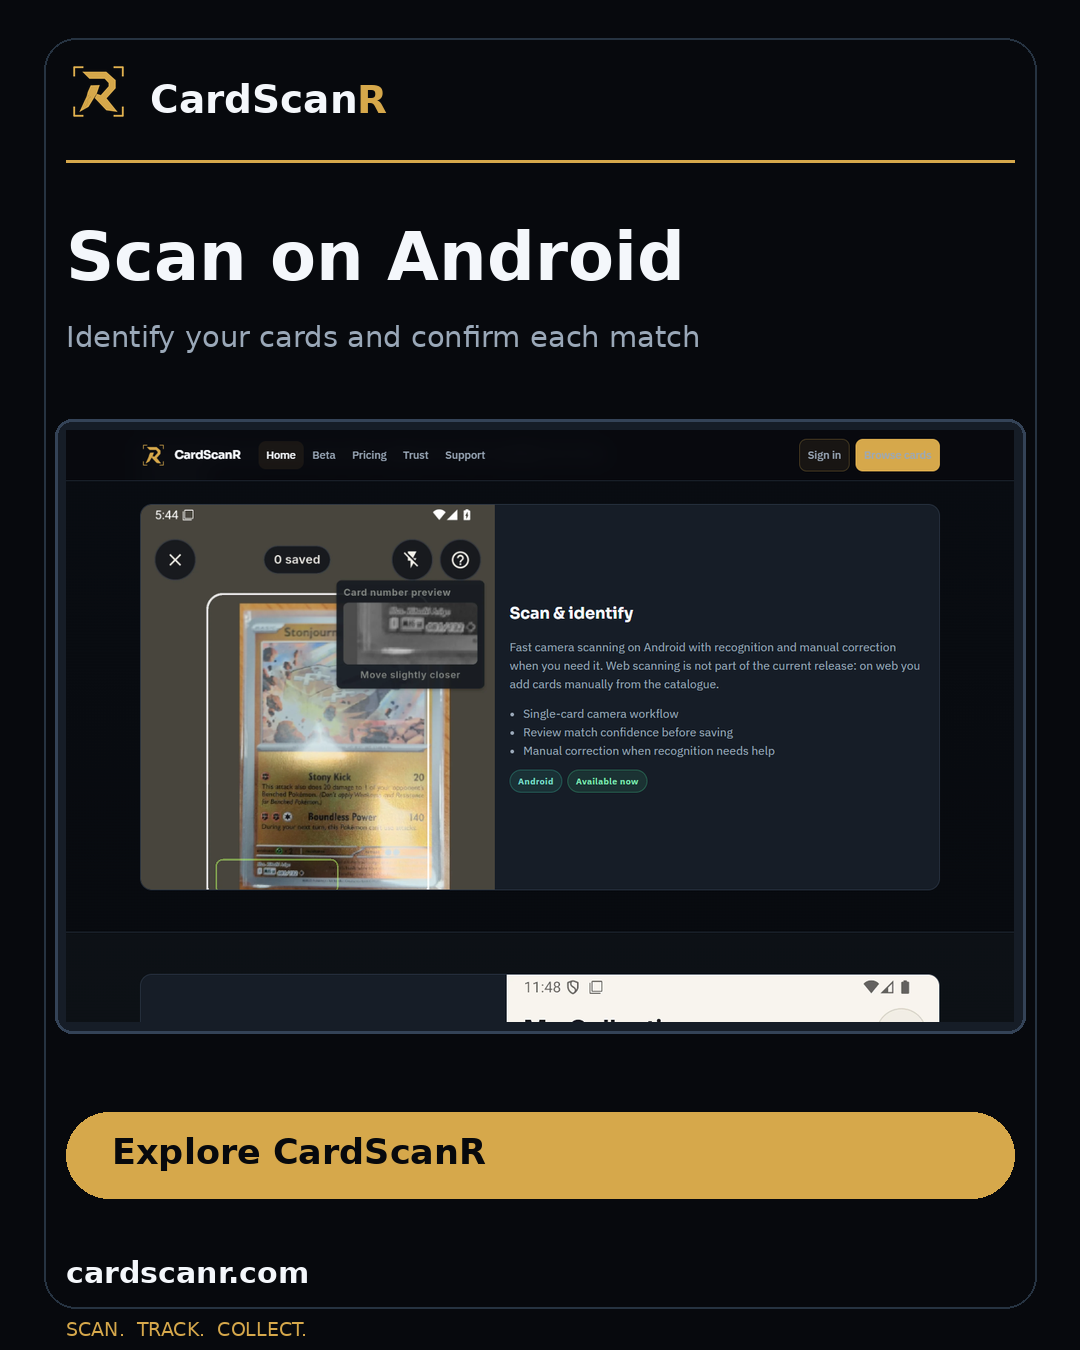 CardScanR
Scan on Android
Identify your cards and confirm each match
CardScanR
Home
Beta
Pricing
Trust
Support
Sign in
Browse cards
5:44
0 saved
Card number preview
081/132
Move slightly closer
Stonjourn
Stony Kick 20
Boundless Power 140
Scan & identify
Fast camera scanning on Android with recognition and manual correction
when you need it. Web scanning is not part of the current release: on web you
add cards manually from the catalogue.
• Single-card camera workflow
• Review match confidence before saving
• Manual correction when recognition needs help
Android
Available now
11:48
Explore CardScanR
cardscanr.com
SCAN. TRACK. COLLECT.